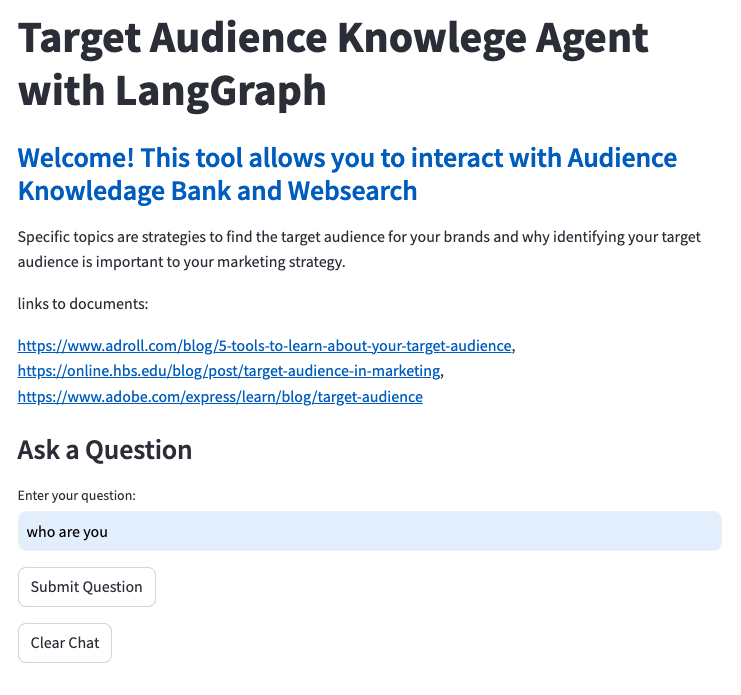 Target Audience Knowlege Agent
with LangGraph
Welcome! This tool allows you to interact with Audience
Knowledage Bank and Websearch
Specific topics are strategies to find the target audience for your brands and why identifying your target
audience is important to your marketing strategy.
links to documents:
https://www.adroll.com/blog/5-tools-to-learn-about-your-target-audience,
https://online.hbs.edu/blog/post/target-audience-in-marketing,
https://www.adobe.com/express/learn/blog/target-audience
Ask a Question
Enter your question:
who are you
Submit Question
Clear Chat